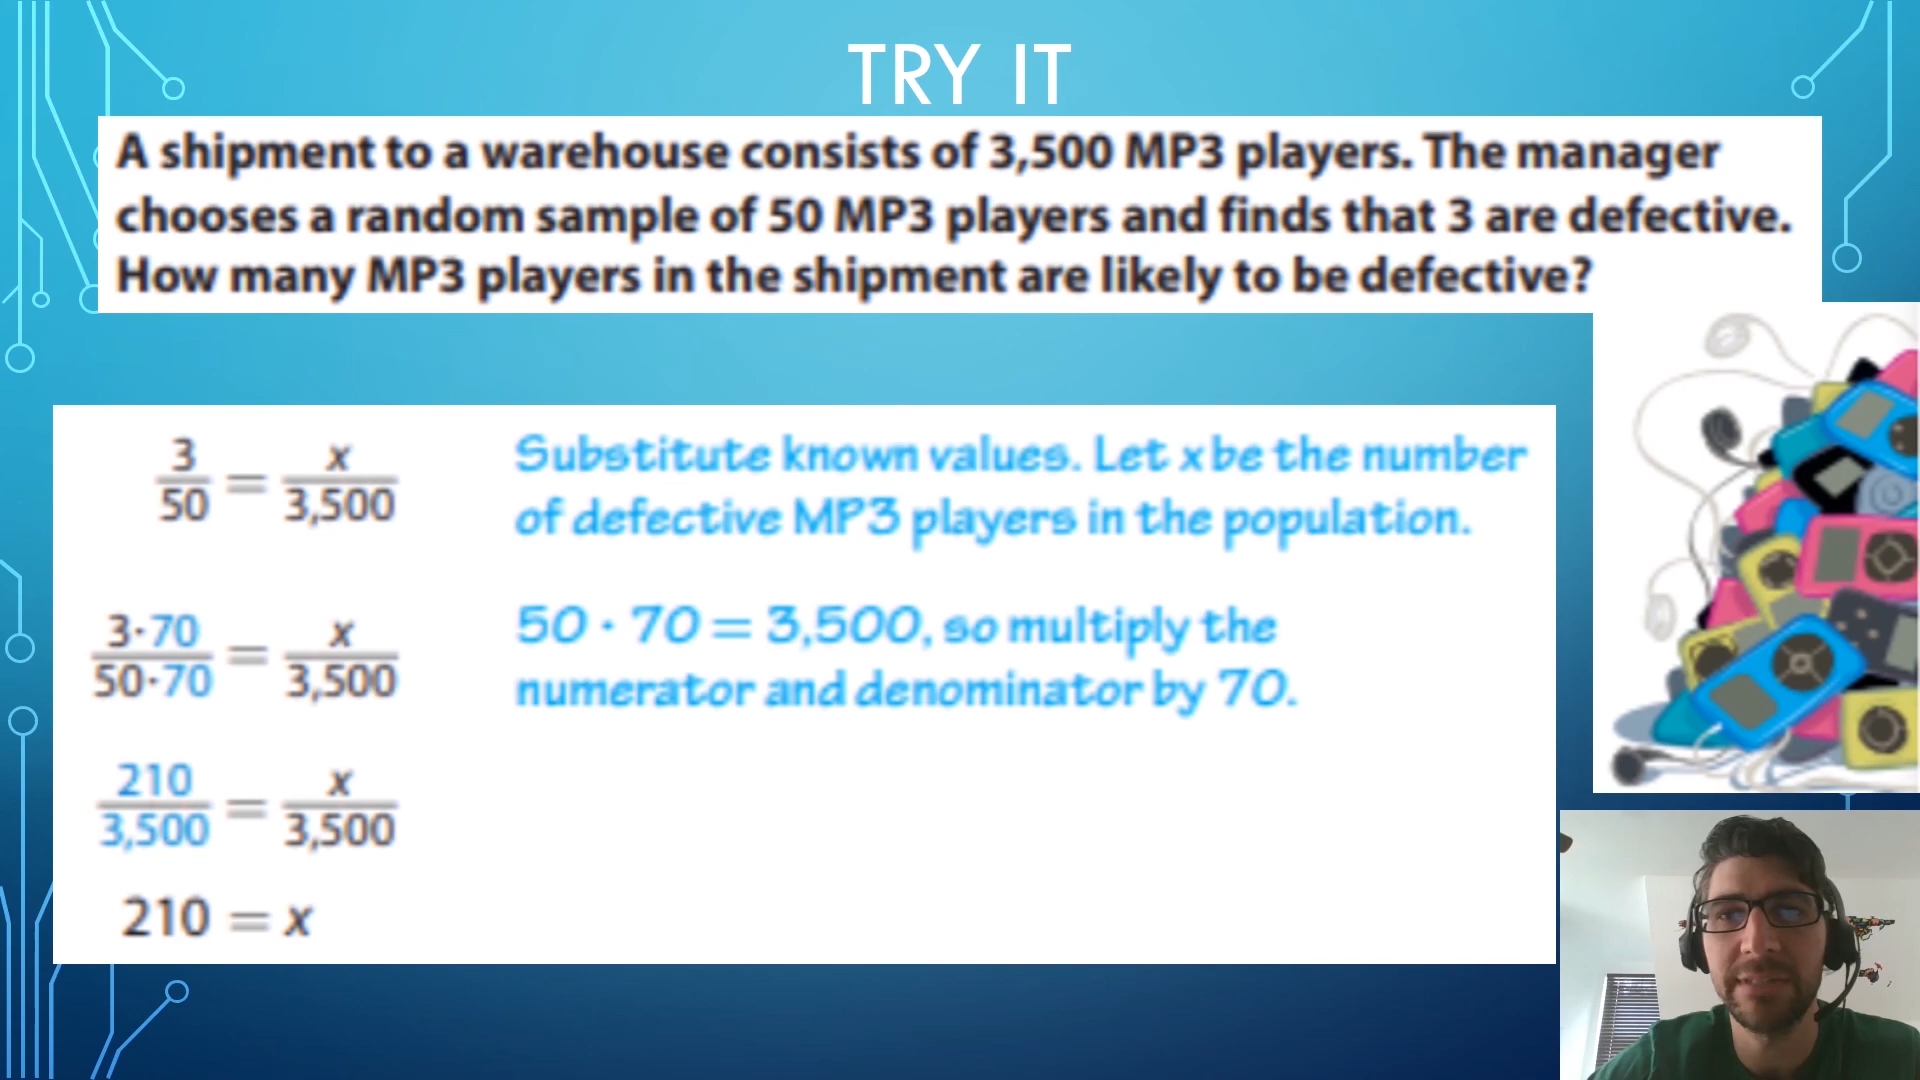 TRY IT
A shipment to a warehouse consists of 3,500 MP3 players. The manager
chooses a random sample of 50 MP3 players and finds that 3 are defective.
How many MP3 players in the shipment are likely to be defective?
3/50 = x/3,500
Substitute known values. Let x be the number
of defective MP3 players in the population.
3·70/50·70 = x/3,500
50 · 70 = 3,500, so multiply the
numerator and denominator by 70.
210/3,500 = x/3,500
210 = x